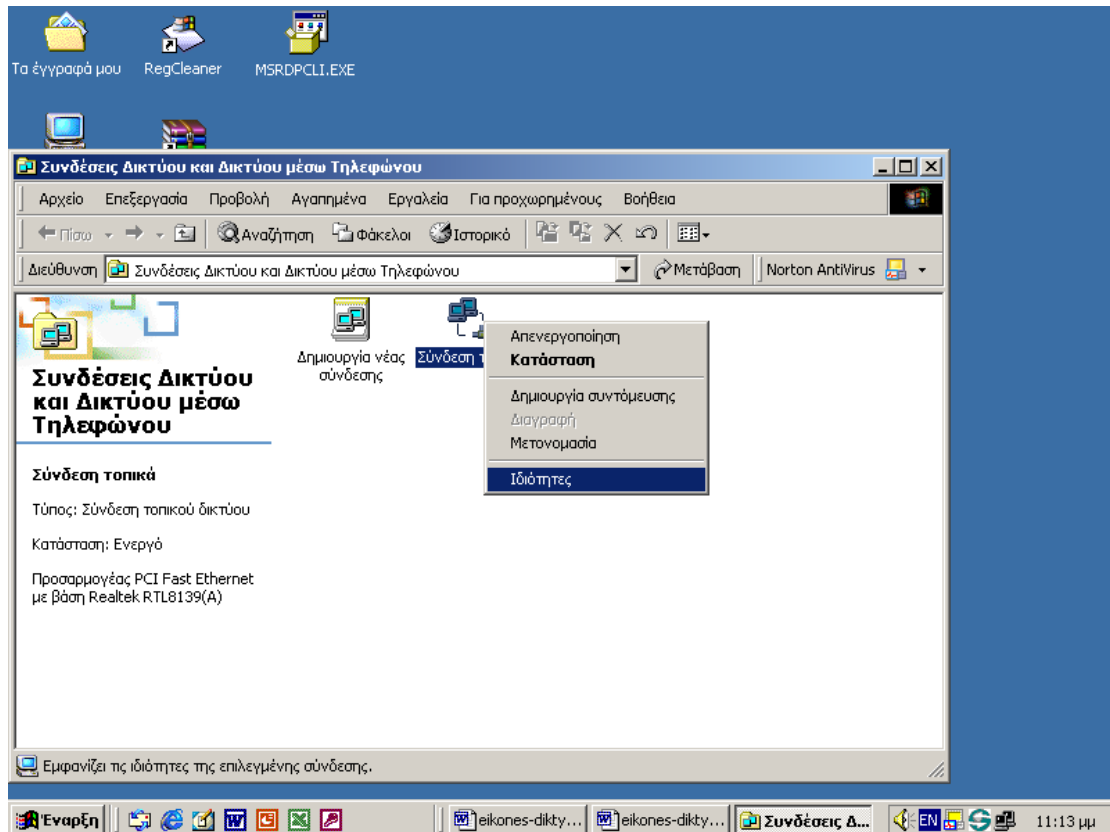 Τα έγγραφά μου
RegCleaner
MSRDPCLI.EXE
Συνδέσεις Δικτύου και Δικτύου μέσω Τηλεφώνου
Αρχείο Επεξεργασία Προβολή Αγαπημένα Εργαλεία Για προχωρημένους Βοήθεια
Πίσω Αναζήτηση Φάκελοι Ιστορικό
Διεύθυνση Συνδέσεις Δικτύου και Δικτύου μέσω Τηλεφώνου Μετάβαση Norton AntiVirus
Συνδέσεις Δικτύου
και Δικτύου μέσω
Τηλεφώνου
Σύνδεση τοπικά
Τύπος: Σύνδεση τοπικού δικτύου
Κατάσταση: Ενεργό
Προσαρμογέας PCI Fast Ethernet
με βάση Realtek RTL8139(A)
Δημιουργία νέας
σύνδεσης
Σύνδεση τ
Απενεργοποίηση
Κατάσταση
Δημιουργία συντόμευσης
Διαγραφή
Μετονομασία
Ιδιότητες
Εμφανίζει τις ιδιότητες της επιλεγμένης σύνδεσης.
Έναρξη eikones-dikty... eikones-dikty... Συνδέσεις Δ... EN 11:13 μμ